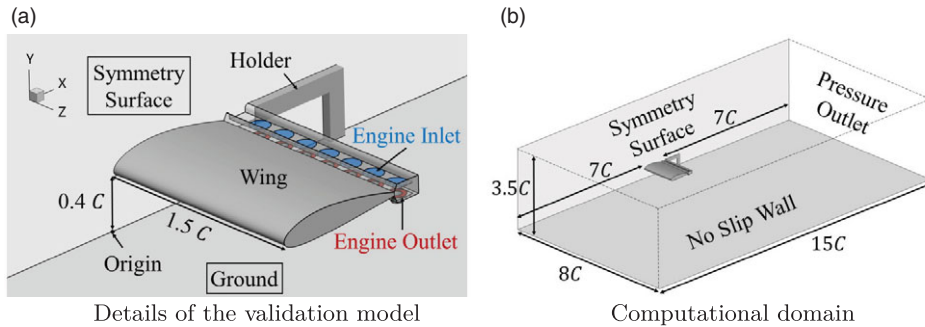 (a)
Y
X
Z
Symmetry
Surface
Holder
Engine Inlet
Wing
0.4 C
1.5 C
Engine Outlet
Origin
Ground
Details of the validation model
(b)
Pressure
Outlet
Symmetry
Surface
7C
7C
3.5C
No Slip Wall
15C
8C
Computational domain